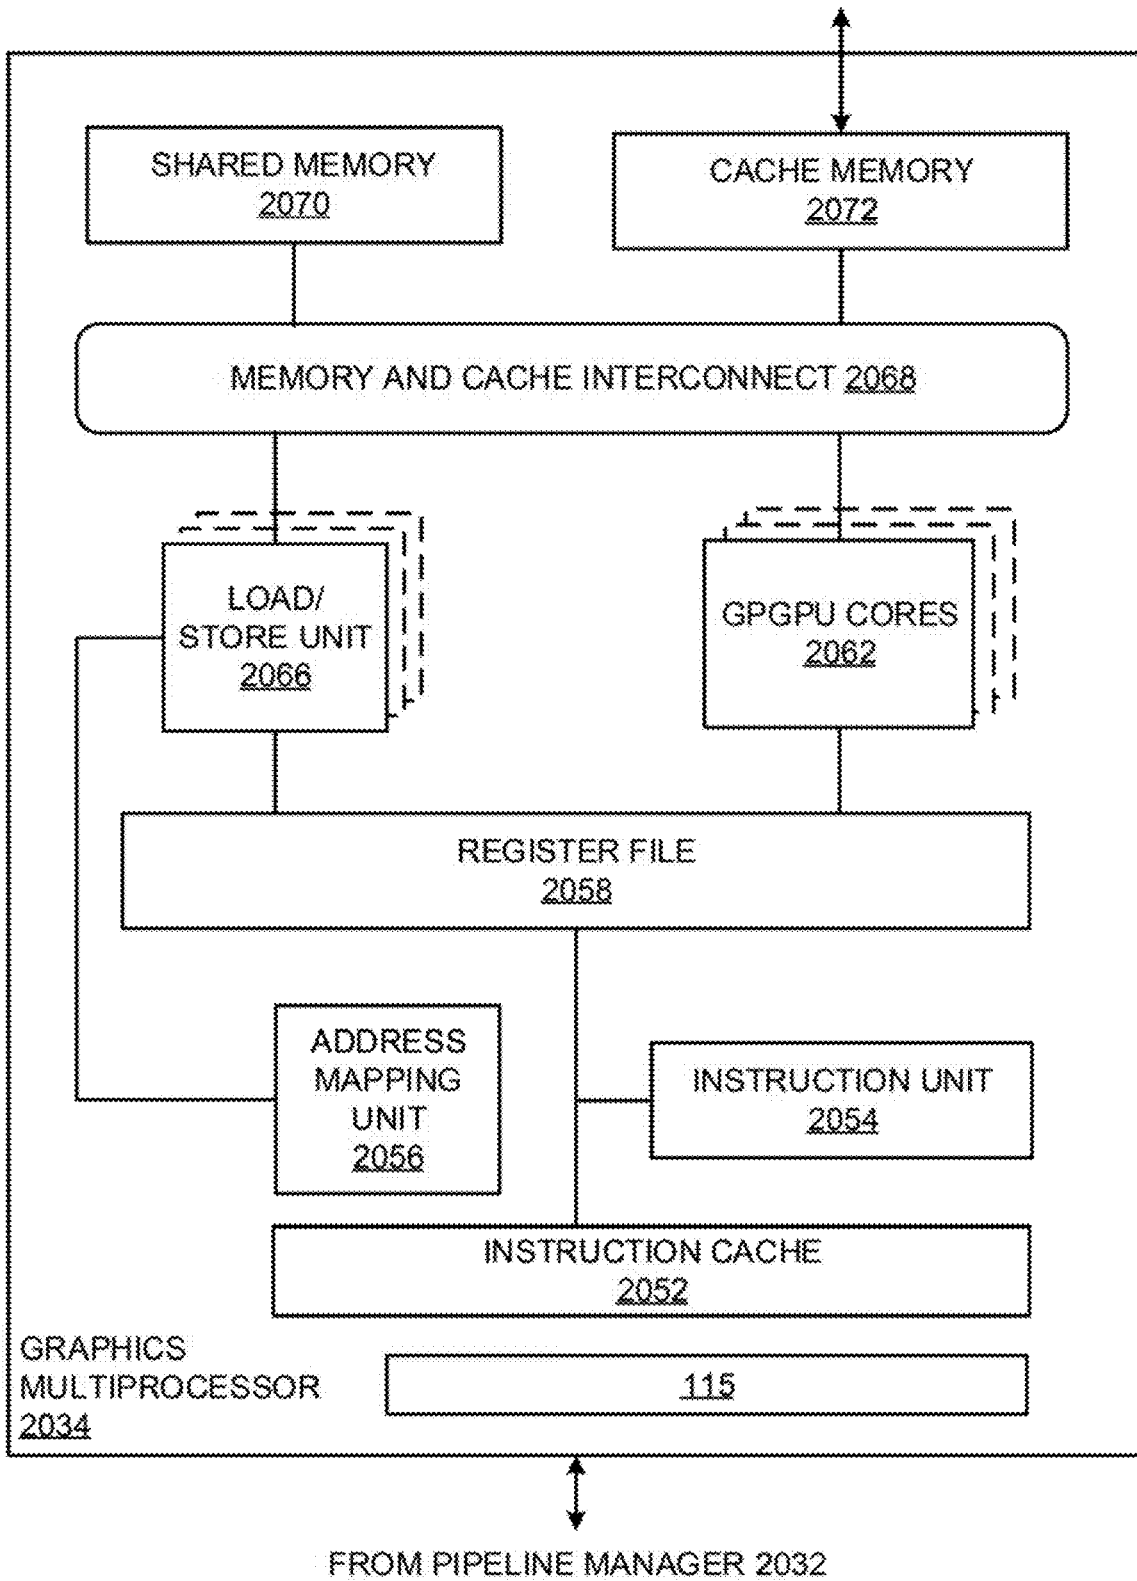 SHARED MEMORY
2070
CACHE MEMORY
2072
MEMORY AND CACHE INTERCONNECT 2068
LOAD/
STORE UNIT
2066
GPGPU CORES
2062
REGISTER FILE
2058
ADDRESS
MAPPING
UNIT
2056
INSTRUCTION UNIT
2054
INSTRUCTION CACHE
2052
GRAPHICS
MULTIPROCESSOR
2034
115
FROM PIPELINE MANAGER 2032